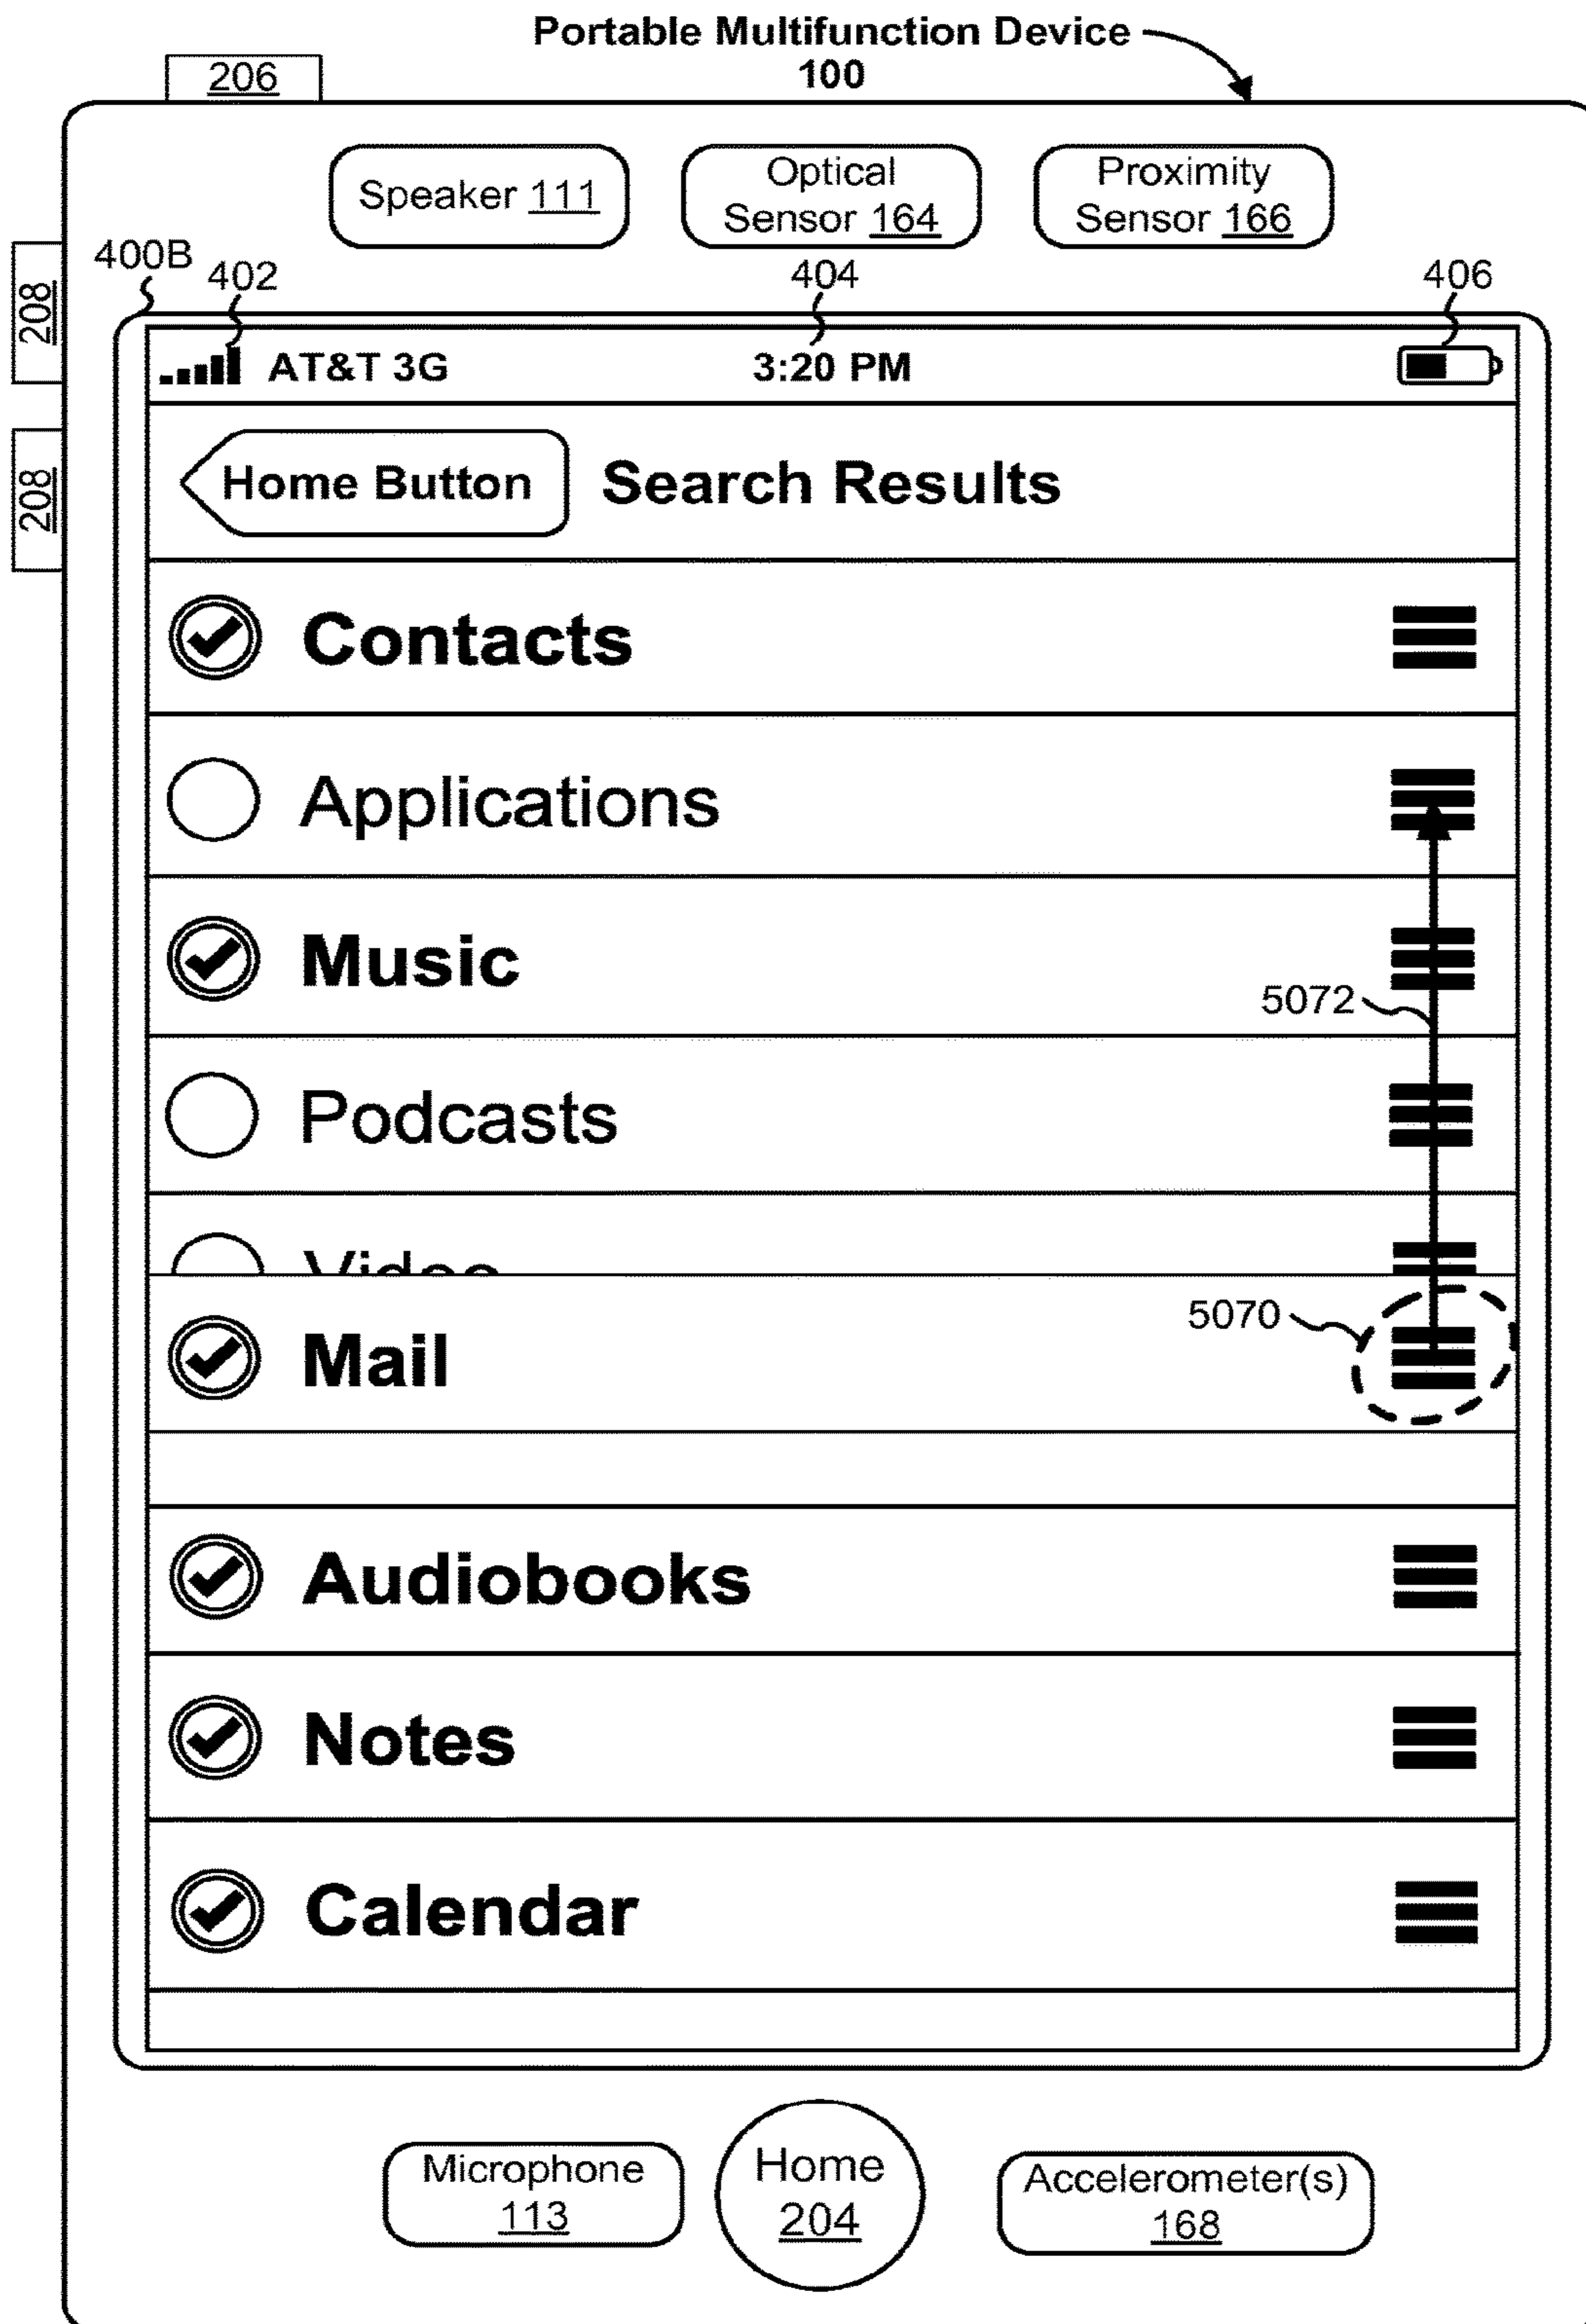 Portable Multifunction Device
100
206
Speaker 111
Optical
Sensor 164
Proximity
Sensor 166
208
208
400B
402
404
406
AT&T 3G
3:20 PM
Home Button
Search Results
Contacts
Applications
Music
5072
Podcasts
Video
5070
Mail
Audiobooks
Notes
Calendar
Microphone
113
Home
204
Accelerometer(s)
168